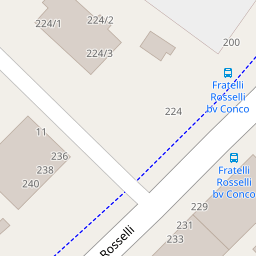 224/2
224/1
200
224/3
Fratelli
Rosselli
bv Conco
224
11
236
238
Fratelli
Rosselli
bv Conco
240
229
231
233
Rosselli